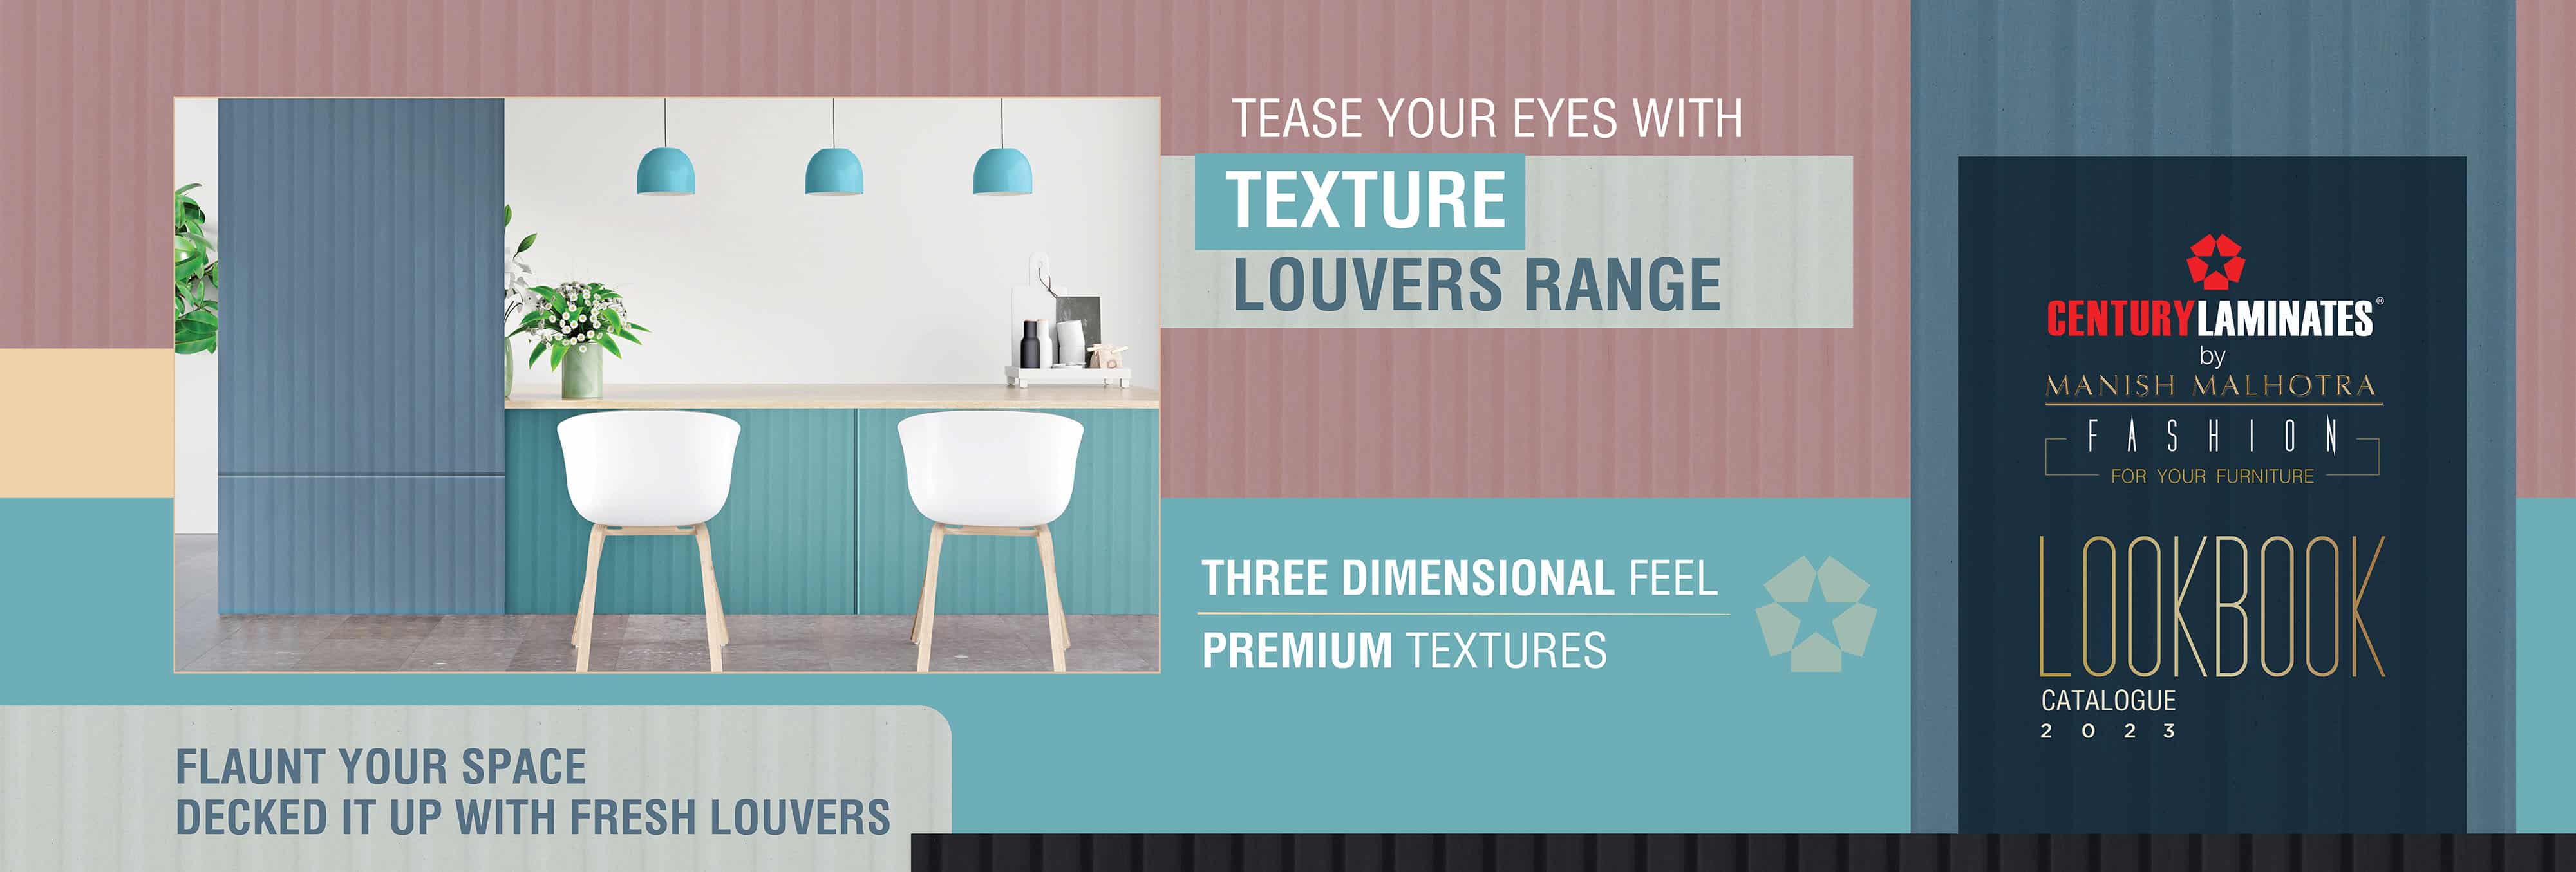 TEASE YOUR EYES WITH
TEXTURE
LOUVERS RANGE
THREE DIMENSIONAL FEEL
PREMIUM TEXTURES
FLAUNT YOUR SPACE
DECKED IT UP WITH FRESH LOUVERS
CENTURYLAMINATES®
by
MANISH MALHOTRA
FASHION
FOR YOUR FURNITURE
LOOKBOOK
CATALOGUE
2023